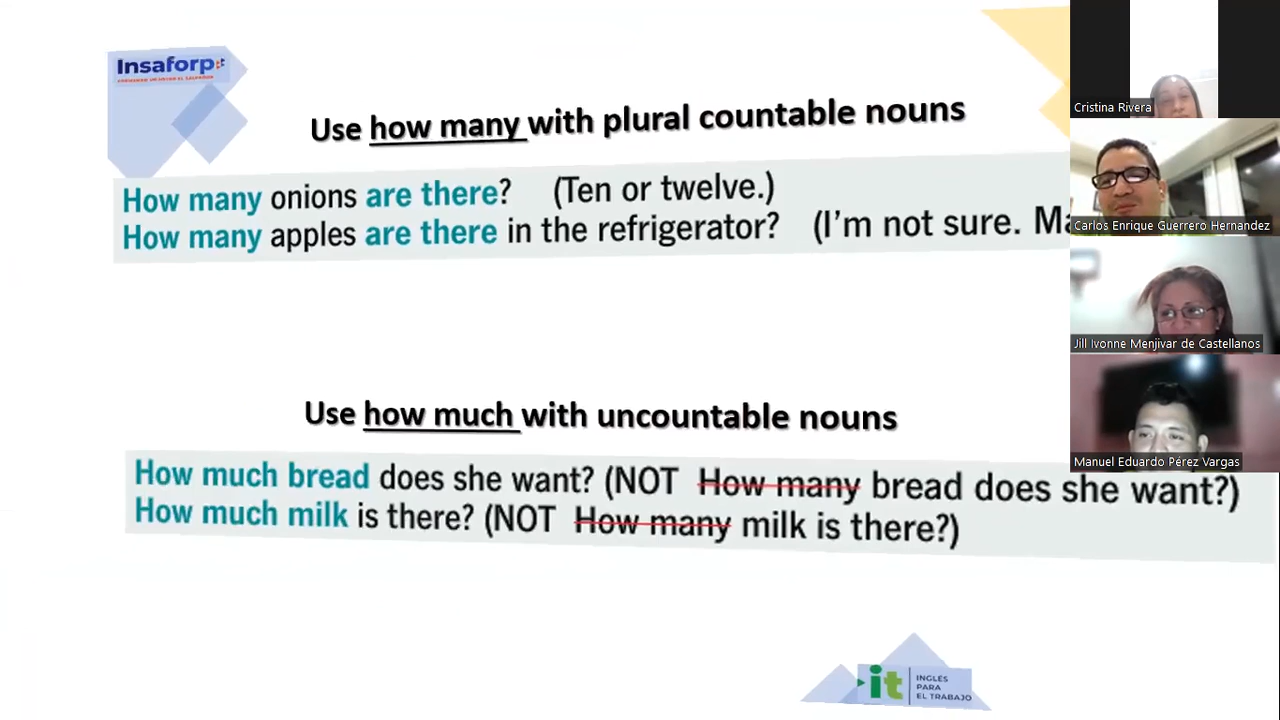 Insaforp
Use how many with plural countable nouns
How many onions are there? (Ten or twelve.)
How many apples are there in the refrigerator? (I'm not sure. Ma
Use how much with uncountable nouns
How much bread does she want? (NOT How many bread does she want?)
How much milk is there? (NOT How many milk is there?)
it
INGLÉS
PARA
EL TRABAJO
Cristina Rivera
Carlos Enrique Guerrero Hernandez
Jill Ivonne Menjivar de Castellanos
Manuel Eduardo Pérez Vargas